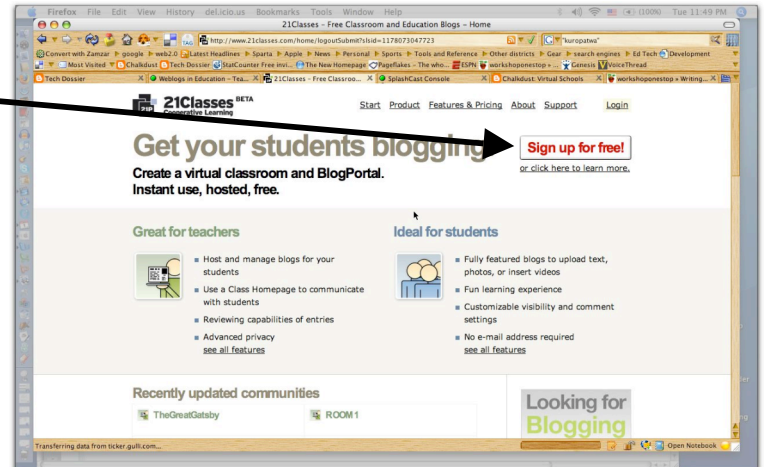 Firefox File Edit View History del.icio.us Bookmarks Tools Window Help (100%) Tue 11:49 PM
21Classes - Free Classroom and Education Blogs - Home
http://www.21classes.com/home/logoutSubmit?slsid=1178073047723 "kuropatwa"
Convert with Zamzar google web2.0 Latest Headlines Sparta Apple News Personal Sports Tools and Reference Other districts Gear search engines Ed Tech Development
Most Visited Chalkdust Tech Dossier StatCounter Free invi... The New Homepage Pageflakes - The who... ESPN workshoponestop » ... Genesis VoiceThread
Tech Dossier Weblogs in Education - Tea... 21Classes - Free Classroo... SplashCast Console Chalkdust: Virtual Schools workshoponestop » Writing...
21Classes BETA
Cooperative Learning
Start Product Features & Pricing About Support Login
Get your students blogging
Sign up for free!
or click here to learn more.
Create a virtual classroom and BlogPortal.
Instant use, hosted, free.
Great for teachers
Host and manage blogs for your
students
Use a Class Homepage to communicate
with students
Reviewing capabilities of entries
Advanced privacy
see all features
Ideal for students
Fully featured blogs to upload text,
photos, or insert videos
Fun learning experience
Customizable visibility and comment
settings
No e-mail address required
see all features
Recently updated communities
TheGreatGatsby
ROOM1
Looking for
Blogging
Transferring data from ticker.gulli.com... Open Notebook